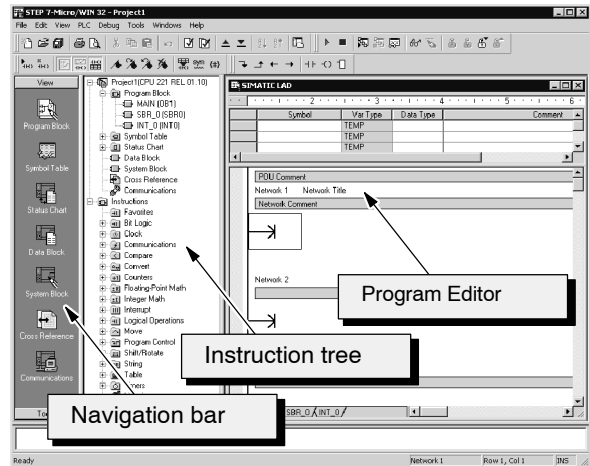 STEP 7-Micro/WIN 32 - Project1
File Edit View PLC Debug Tools Windows Help
View
Program Block
Symbol Table
Status Chart
Data Block
System Block
Cross Reference
Communications
Project1(CPU 221 REL 01.10)
Program Block
MAIN (OB1)
SBR_0 (SBR0)
INT_0 (INT0)
Symbol Table
Status Chart
Data Block
System Block
Cross Reference
Communications
Instructions
Favorites
Bit Logic
Clock
Communications
Compare
Convert
Counters
Floating-Point Math
Integer Math
Interrupt
Logical Operations
Move
Program Control
Shift/Rotate
String
Table
SIMATIC LAD
2 3 4 5 6
Symbol Var Type Data Type Comment
TEMP
TEMP
TEMP
POU Comment
Network 1 Network Title
Network Comment
Network 2
Program Editor
Instruction tree
Navigation bar
SBR_0 INT_0
Ready
Network 1 Row 1, Col 1 INS